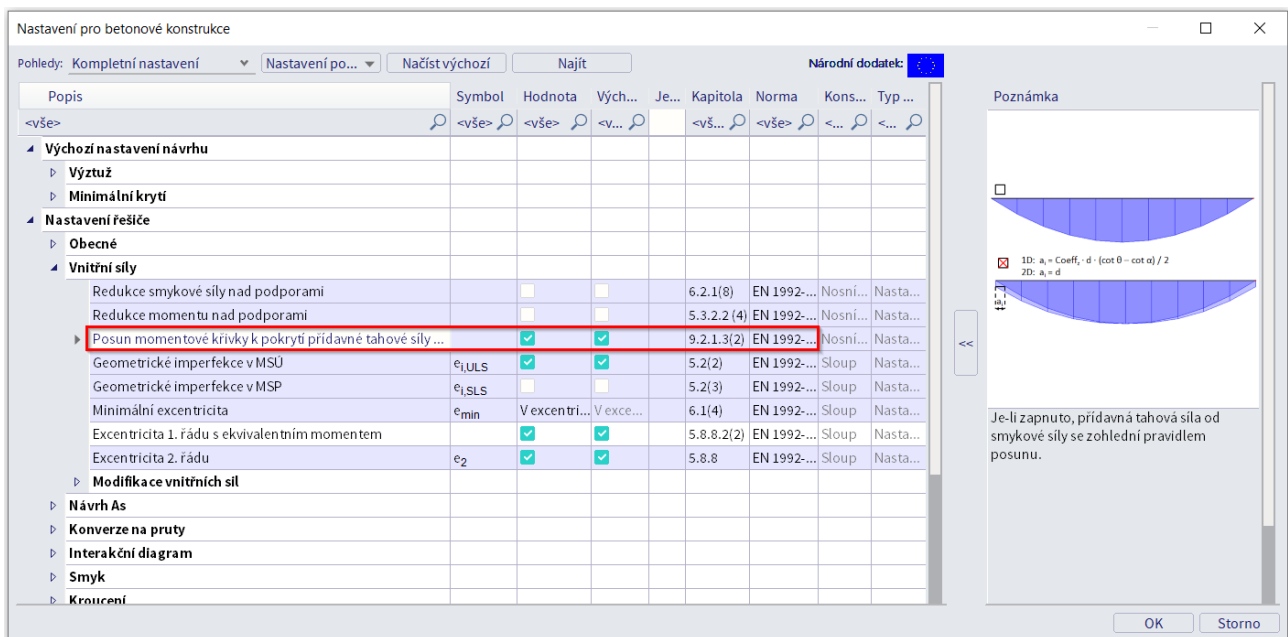 Nastavení pro betonové konstrukce
Pohledy: Kompletní nastavení Nastavení po... Načíst výchozí Najít Národní dodatek:
Popis Symbol Hodnota Vých... Je... Kapitola Norma Kons... Typ ... Poznámka
<vše> <vše> <vše> <v... <vš... <vše> <... <...
Výchozí nastavení návrhu
Výztuž
Minimální krytí
Nastavení řešiče
Obecné
Vnitřní síly
Redukce smykové síly nad podporami 6.2.1(8) EN 1992-... Nosní... Nasta...
Redukce momentu nad podporami 5.3.2.2 (4) EN 1992-... Nosní... Nasta...
Posun momentové křivky k pokrytí přídavné tahové síly ... 9.2.1.3(2) EN 1992-... Nosní... Nasta...
Geometrické imperfekce v MSÚ ei,ULS 5.2(2) EN 1992-... Sloup Nasta...
Geometrické imperfekce v MSP ei,SLS 5.2(3) EN 1992-... Sloup Nasta...
Minimální excentricita emin V excentri... V exce... 6.1(4) EN 1992-... Sloup Nasta...
Excentricita 1. řádu s ekvivalentním momentem 5.8.8.2(2) EN 1992-... Sloup Nasta...
Excentricita 2. řádu e2 5.8.8 EN 1992-... Sloup Nasta...
Modifikace vnitřních sil
Návrh As
Konverze na pruty
Interakční diagram
Smyk
Kroucení
<<
1D: al = Coeffz · d · (cot θ – cot α) / 2
2D: al = d
al
Je-li zapnuto, přídavná tahová síla od
smykové síly se zohlední pravidlem
posunu.
OK Storno